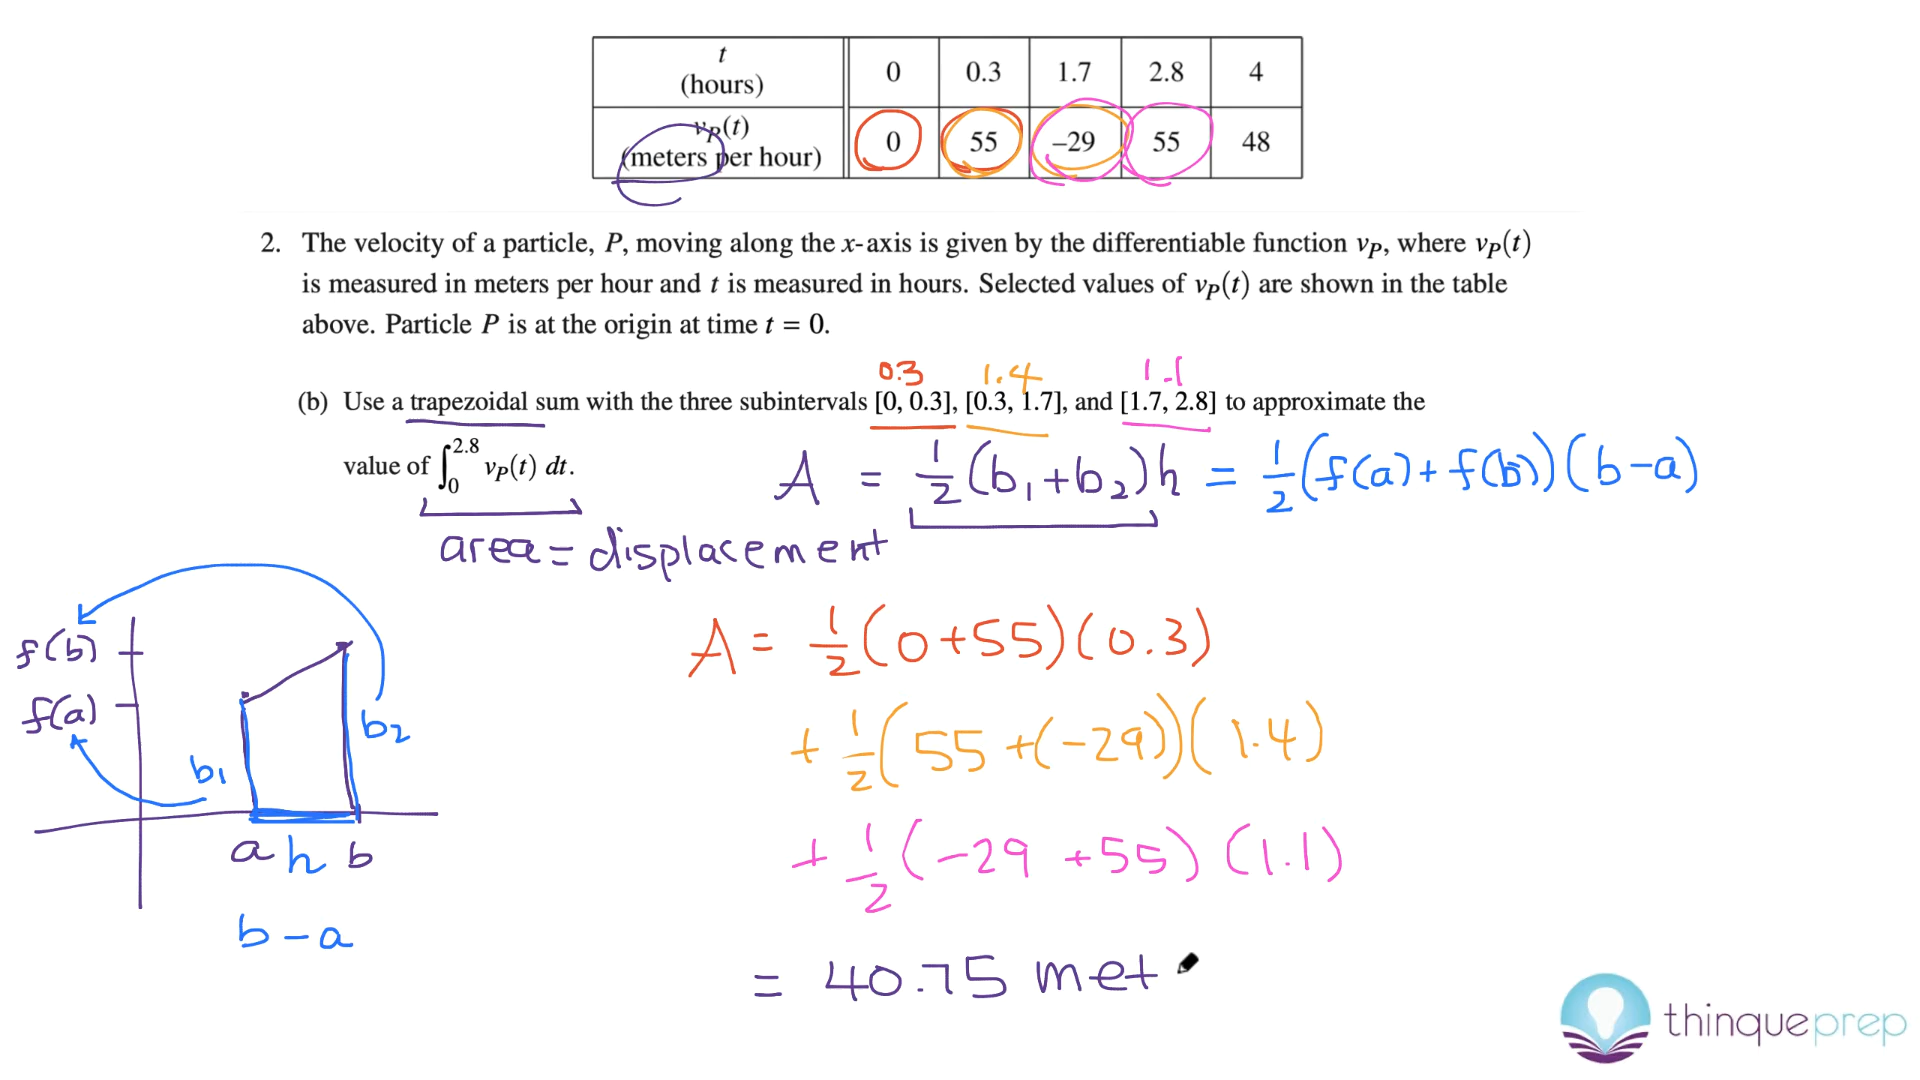 t
(hours) 0 0.3 1.7 2.8 4
vP(t)
(meters per hour) 0 55 –29 55 48
2. The velocity of a particle, P, moving along the x-axis is given by the differentiable function vP, where vP(t)
is measured in meters per hour and t is measured in hours. Selected values of vP(t) are shown in the table
above. Particle P is at the origin at time t = 0.
0.3 1.4 1.1
(b) Use a trapezoidal sum with the three subintervals [0, 0.3], [0.3, 1.7], and [1.7, 2.8] to approximate the
value of ∫₀^2.8 vP(t) dt.
A = 1/2 (b₁+b₂)h = 1/2 (f(a)+f(b))(b-a)
area = displacement
f(b)
f(a)
b₁
b₂
a h b
b-a
A = 1/2 (0+55)(0.3)
+ 1/2 (55+(-29))(1.4)
+ 1/2 (-29+55)(1.1)
= 40.75 met
thinqueprep